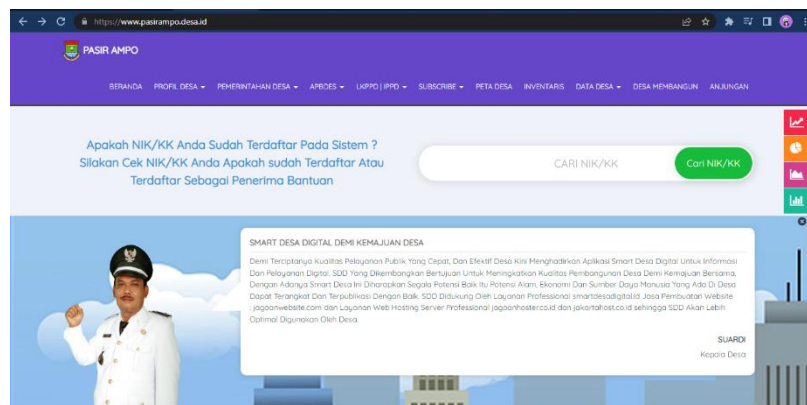 https://www.pasirampo.desa.id
PASIR AMPO
BERANDA PROFIL DESA PEMERINTAHAN DESA APBDES LKPPD | IPPD SUBSCRIBE PETA DESA INVENTARIS DATA DESA DESA MEMBANGUN ANJUNGAN
Apakah NIK/KK Anda Sudah Terdaftar Pada Sistem ?
Silakan Cek NIK/KK Anda Apakah sudah Terdaftar Atau
Terdaftar Sebagai Penerima Bantuan
CARI NIK/KK Cari NIK/KK
SMART DESA DIGITAL DEMI KEMAJUAN DESA
Demi Terciptanya Kualitas Pelayanan Publik Yang Cepat, Dan Efektif Desa Kini Menghadirkan Aplikasi Smart Desa Digital Untuk Informasi
Dan Pelayanan Digital. SDD Yang Dikembangkan Bertujuan Untuk Meningkatkan Kualitas Pembangunan Desa Demi Kemajuan Bersama,
Dengan Adanya Smart Desa Ini Diharapkan Segala Potensi Baik Itu Potensi Alam, Ekonomi Dan Sumber Daya Manusia Yang Ada Di Desa
Dapat Terangkat Dan Terpublikasi Dengan Baik. SDD Didukung Oleh Layanan Professional smartdesadigital.id Jasa Pembuatan Website
: jagoanwebsite.com dan Layanan Web Hosting Server Professional jagoanhoster.co.id dan jakartahost.co.id sehingga SDD Akan Lebih
Optimal Digunakan Oleh Desa
SUARDI
Kepala Desa